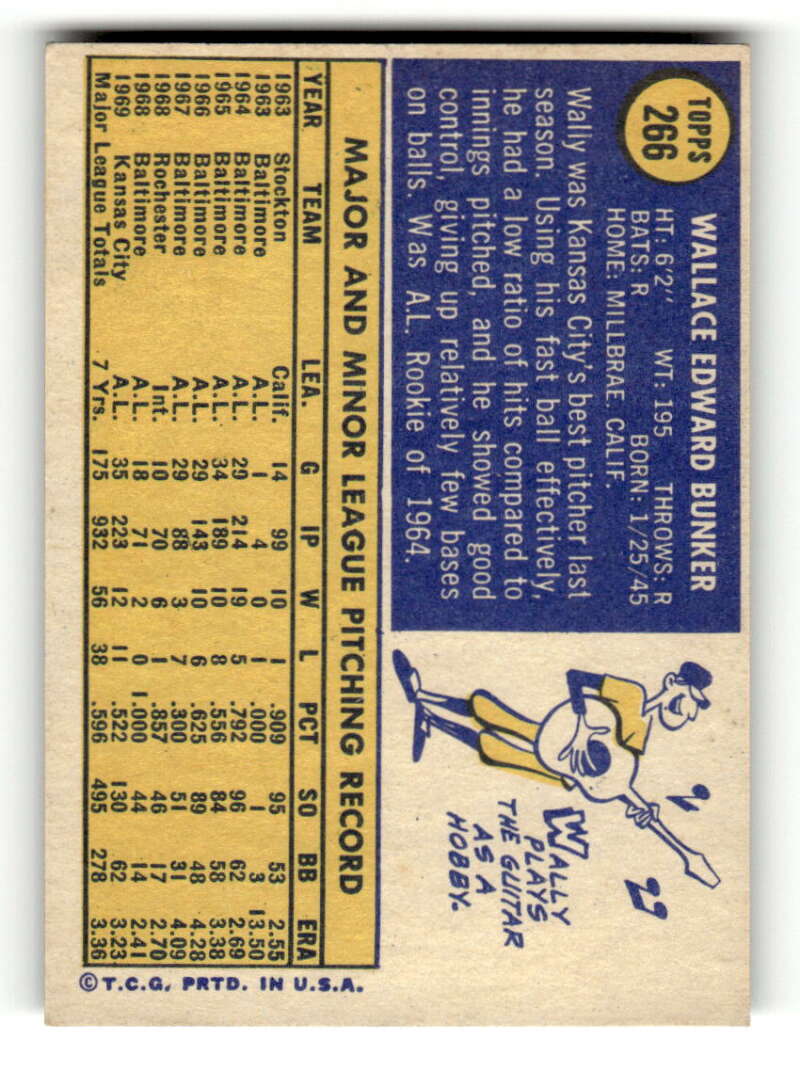 TOPPS
266
WALLACE EDWARD BUNKER
HT: 6'2" WT: 195 THROWS: R
BATS: R BORN: 1/25/45
HOME: MILLBRAE, CALIF.
Wally was Kansas City's best pitcher last
season. Using his fast ball effectively,
he had a low ratio of hits compared to
innings pitched, and he showed good
control, giving up relatively few bases
on balls. Was A.L. Rookie of 1964.
WALLY
PLAYS
THE GUITAR
AS A
HOBBY.
MAJOR AND MINOR LEAGUE PITCHING RECORD
YEAR TEAM LEA. G IP W L PCT SO BB ERA
1963 Stockton Calif. 14 99 10 1 .909 95 53 2.55
1963 Baltimore A.L. 1 4 0 1 .000 1 3 13.50
1964 Baltimore A.L. 29 214 19 5 .792 96 62 2.69
1965 Baltimore A.L. 34 189 10 8 .556 84 58 3.38
1966 Baltimore A.L. 29 143 10 6 .625 89 48 4.28
1967 Baltimore A.L. 29 88 3 7 .300 51 31 4.09
1968 Rochester Int. 10 70 6 1 .857 46 17 2.70
1968 Baltimore A.L. 18 71 2 0 1.000 44 14 2.41
1969 Kansas City A.L. 35 223 12 11 .522 130 62 3.23
Major League Totals 7 Yrs. 175 932 56 38 .596 495 278 3.36
© T.C.G. PRTD. IN U.S.A.